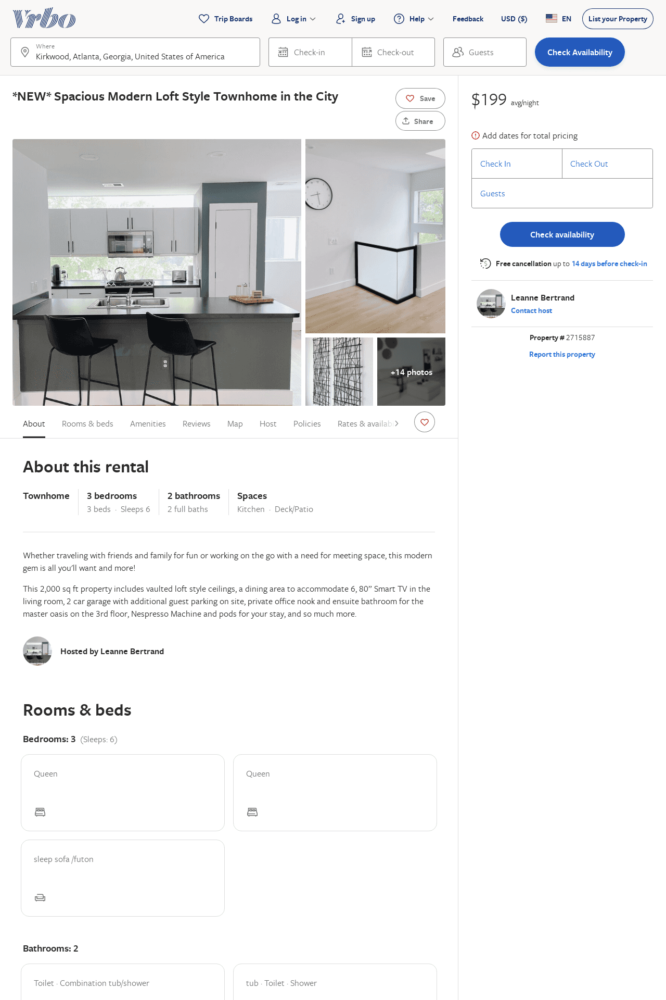 Vrbo
Trip Boards
Log in
Sign up
Help
Feedback
USD ($)
EN
List your Property
Where
Kirkwood, Atlanta, Georgia, United States of America
Check-in
Check-out
Guests
Check Availability
*NEW* Spacious Modern Loft Style Townhome in the City
Save
Share
+14 photos
$199 avg/night
Add dates for total pricing
Check In
Check Out
Guests
Check availability
Free cancellation up to 14 days before check-in
Leanne Bertrand
Contact host
Property # 2715887
Report this property
About
Rooms & beds
Amenities
Reviews
Map
Host
Policies
Rates & availab
About this rental
Townhome
3 bedrooms
3 beds · Sleeps 6
2 bathrooms
2 full baths
Spaces
Kitchen · Deck/Patio
Whether traveling with friends and family for fun or working on the go with a need for meeting space, this modern
gem is all you'll want and more!
This 2,000 sq ft property includes vaulted loft style ceilings, a dining area to accommodate 6, 80” Smart TV in the
living room, 2 car garage with additional guest parking on site, private office nook and ensuite bathroom for the
master oasis on the 3rd floor, Nespresso Machine and pods for your stay, and so much more.
Hosted by Leanne Bertrand
Rooms & beds
Bedrooms: 3 (Sleeps: 6)
Queen
Queen
sleep sofa /futon
Bathrooms: 2
Toilet · Combination tub/shower
tub · Toilet · Shower